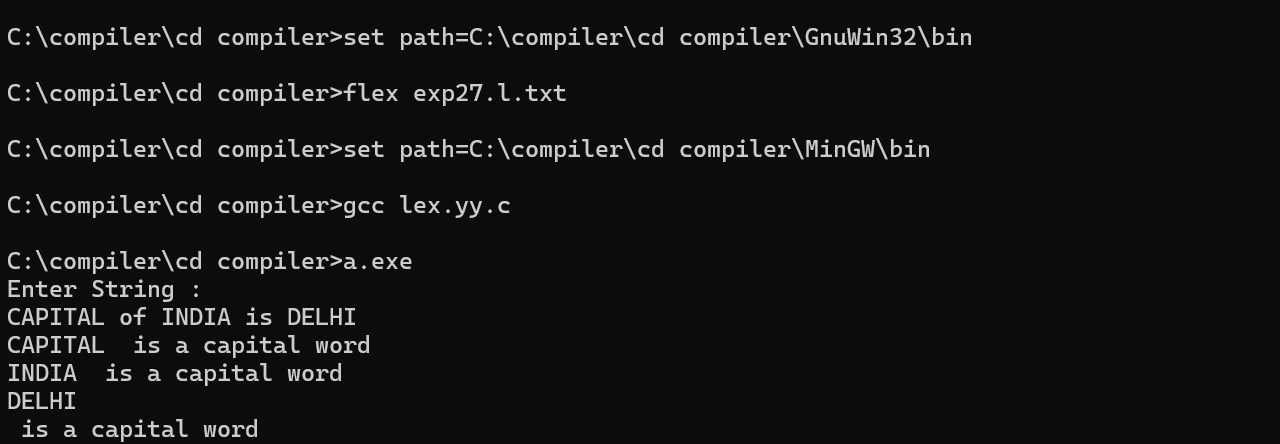 C:\compiler\cd compiler>set path=C:\compiler\cd compiler\GnuWin32\bin
C:\compiler\cd compiler>flex exp27.l.txt
C:\compiler\cd compiler>set path=C:\compiler\cd compiler\MinGW\bin
C:\compiler\cd compiler>gcc lex.yy.c
C:\compiler\cd compiler>a.exe
Enter String :
CAPITAL of INDIA is DELHI
CAPITAL  is a capital word
INDIA  is a capital word
DELHI
 is a capital word